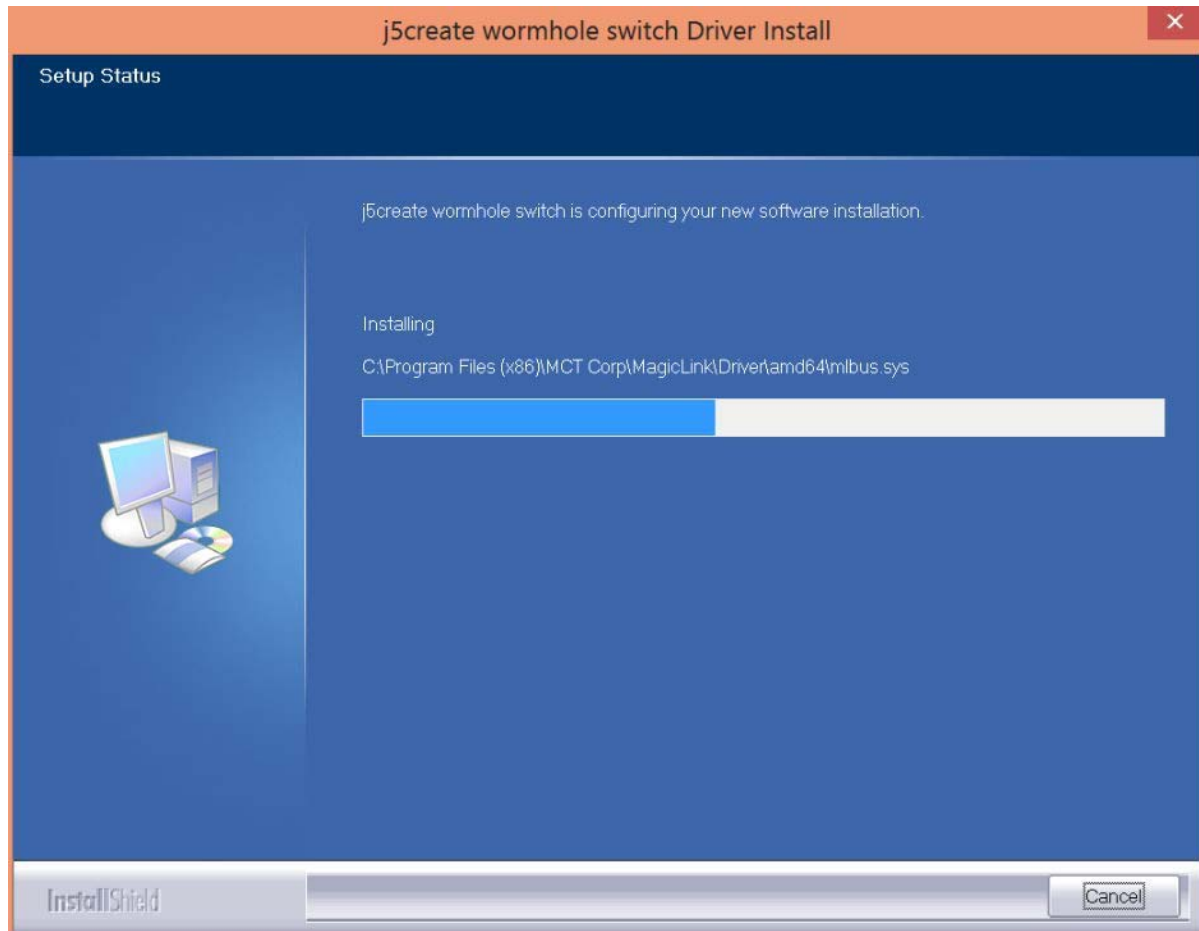 j5create wormhole switch Driver Install
Setup Status
j5create wormhole switch is configuring your new software installation.
Installing
C:\Program Files (x86)\MCT Corp\MagicLink\Driver\amd64\mlbus.sys
InstallShield
Cancel